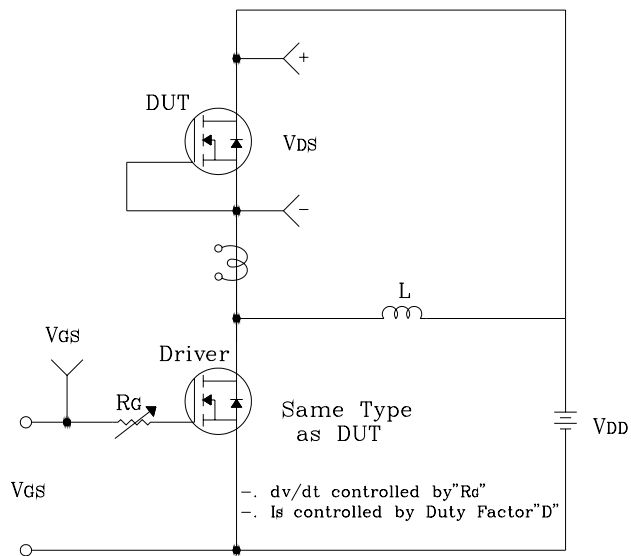 +
DUT
VDS
−
L
VGS
Driver
RG
Same Type
as DUT
VDD
VGS
−. dv/dt controlled by"RG"
−. Is controlled by Duty Factor"D"